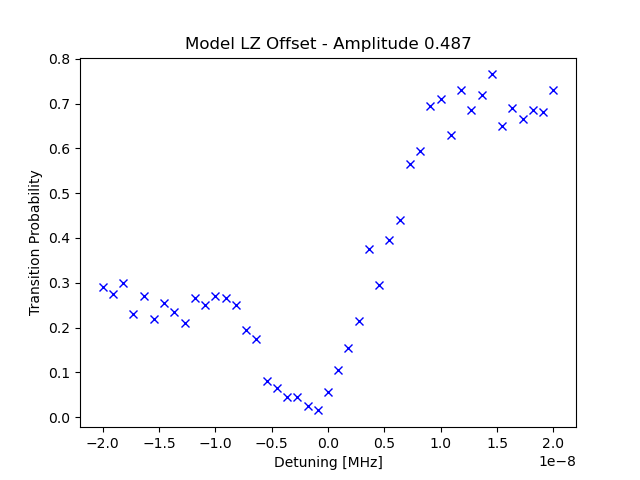 Model LZ Offset - Amplitude 0.487
0.8
0.7
0.6
0.5
0.4
0.3
0.2
0.1
0.0
Transition Probability
−2.0 −1.5 −1.0 −0.5 0.0 0.5 1.0 1.5 2.0
Detuning [MHz]
1e−8